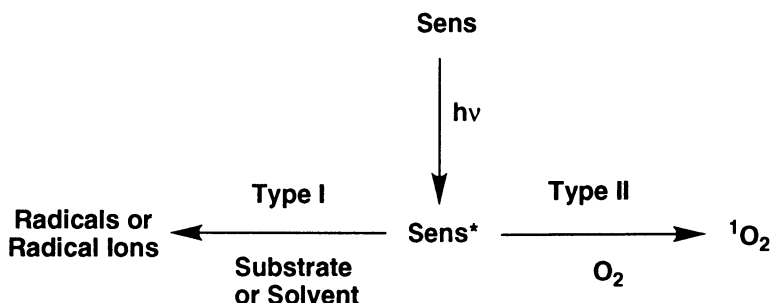 Sens
hν
Type I
Type II
Radicals or
Radical Ions
Sens*
¹O₂
Substrate
or Solvent
O₂